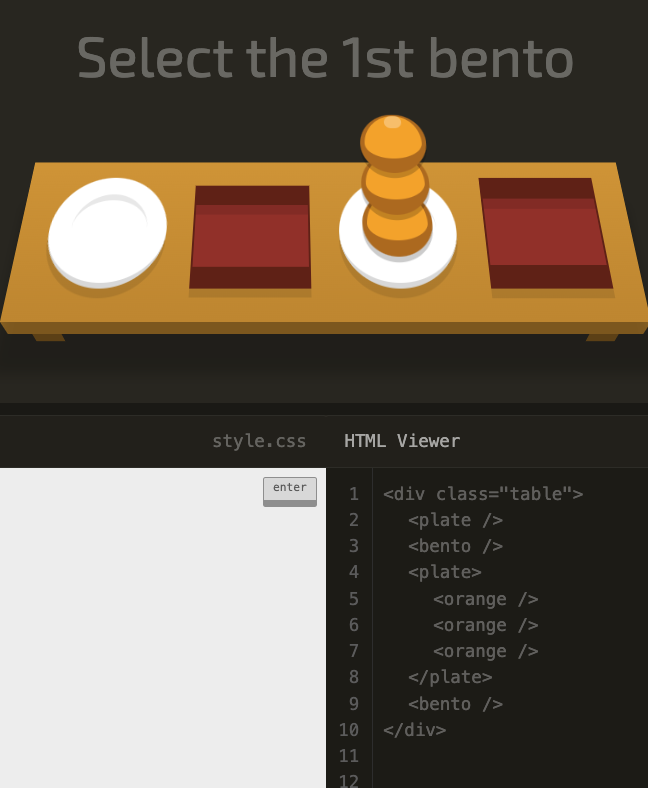 Select the 1st bento
style.css
HTML Viewer
enter
1 <div class="table">
2 <plate />
3 <bento />
4 <plate>
5 <orange />
6 <orange />
7 <orange />
8 </plate>
9 <bento />
10 </div>
11
12